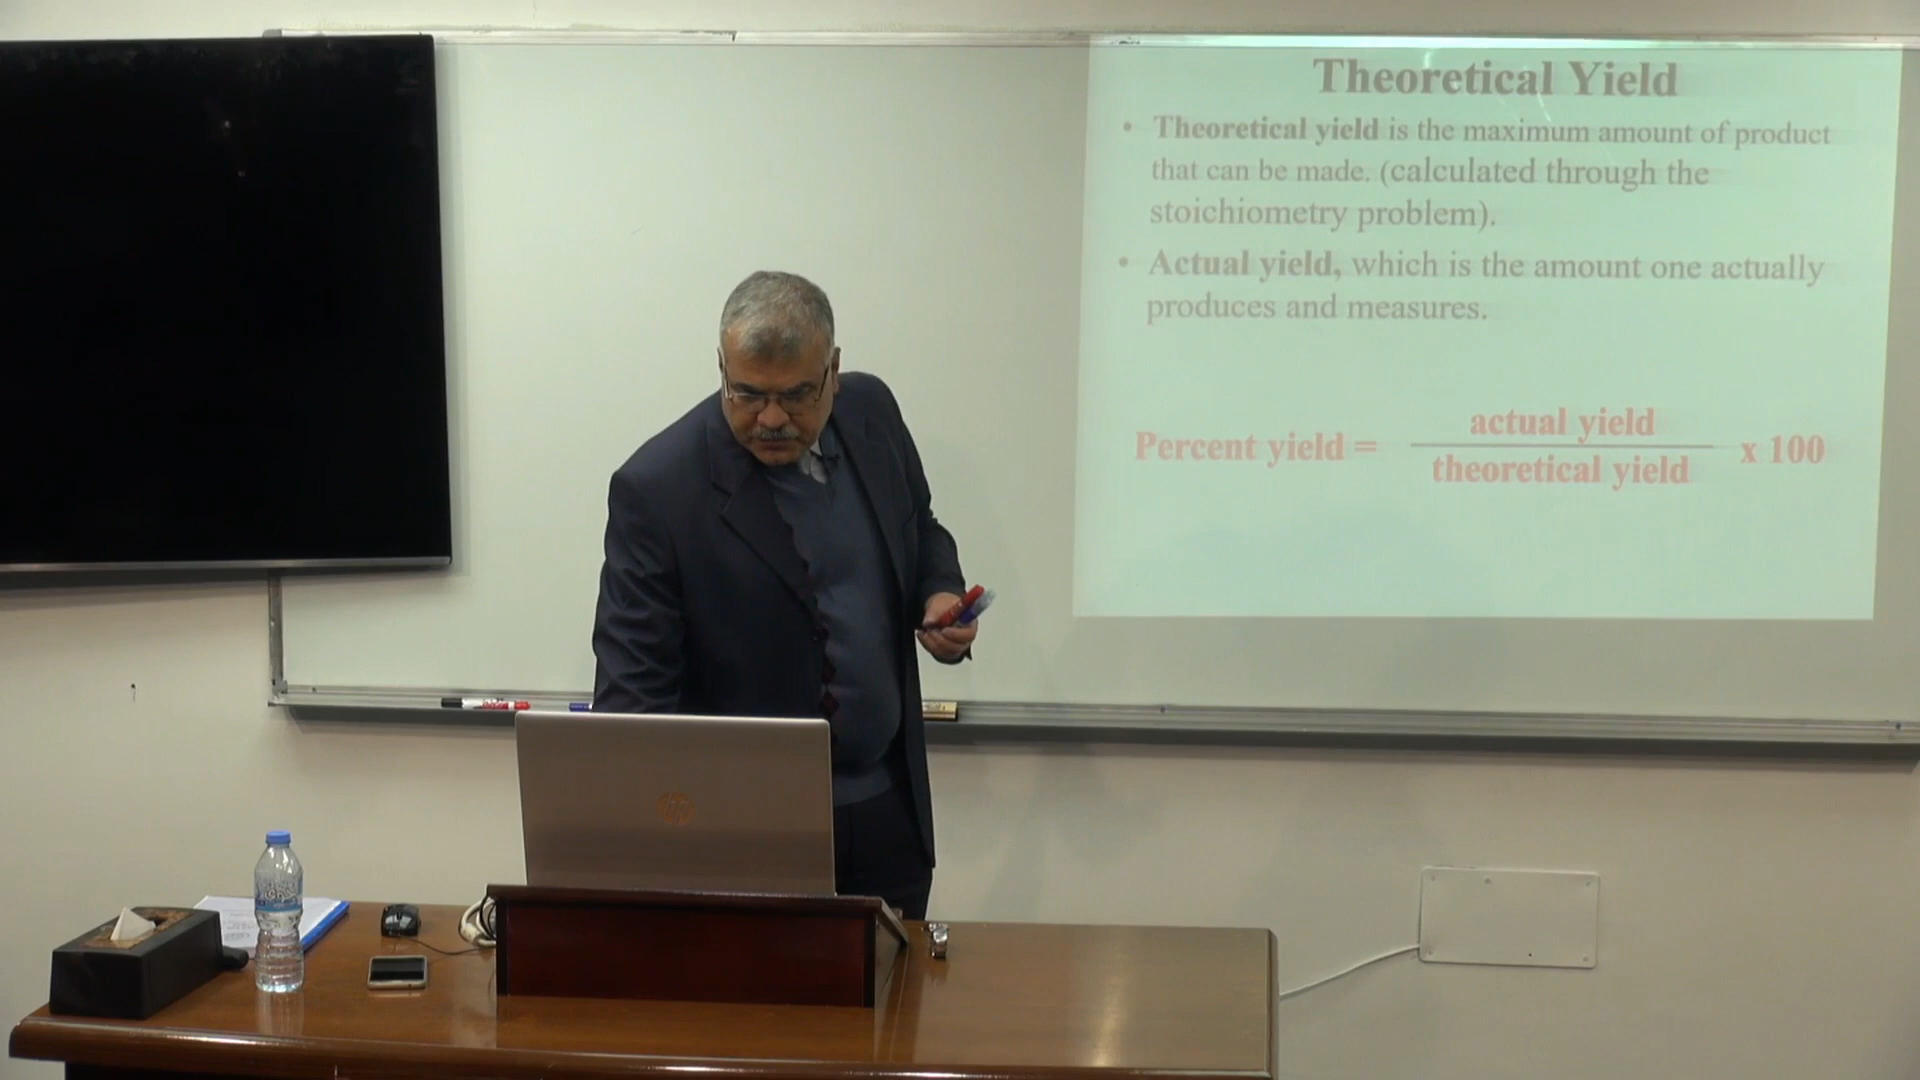 Theoretical Yield
• Theoretical yield is the maximum amount of product
that can be made. (calculated through the
stoichiometry problem).
• Actual yield, which is the amount one actually
produces and measures.
actual yield
Percent yield = x 100
theoretical yield
hp